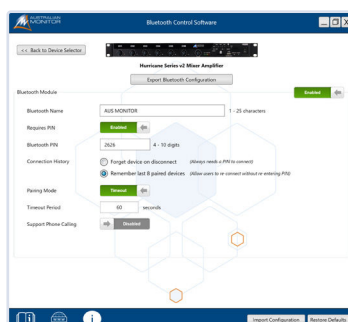 AUSTRALIAN
MONITOR
Bluetooth Control Software
<< Back to Device Selector
Hurricane Series v2 Mixer Amplifier
Export Bluetooth Configuration
Bluetooth Module
Enabled
Bluetooth Name
AUS MONITOR
1 - 25 characters
Requires PIN
Enabled
Bluetooth PIN
2626
4 - 10 digits
Connection History
Forget device on disconnect (Always needs a PIN to connect)
Remember last 8 paired devices (Allow users to re-connect without re-entering PIN)
Pairing Mode
Timeout
Timeout Period
60
seconds
Support Phone Calling
Disabled
Import Configuration
Restore Defaults